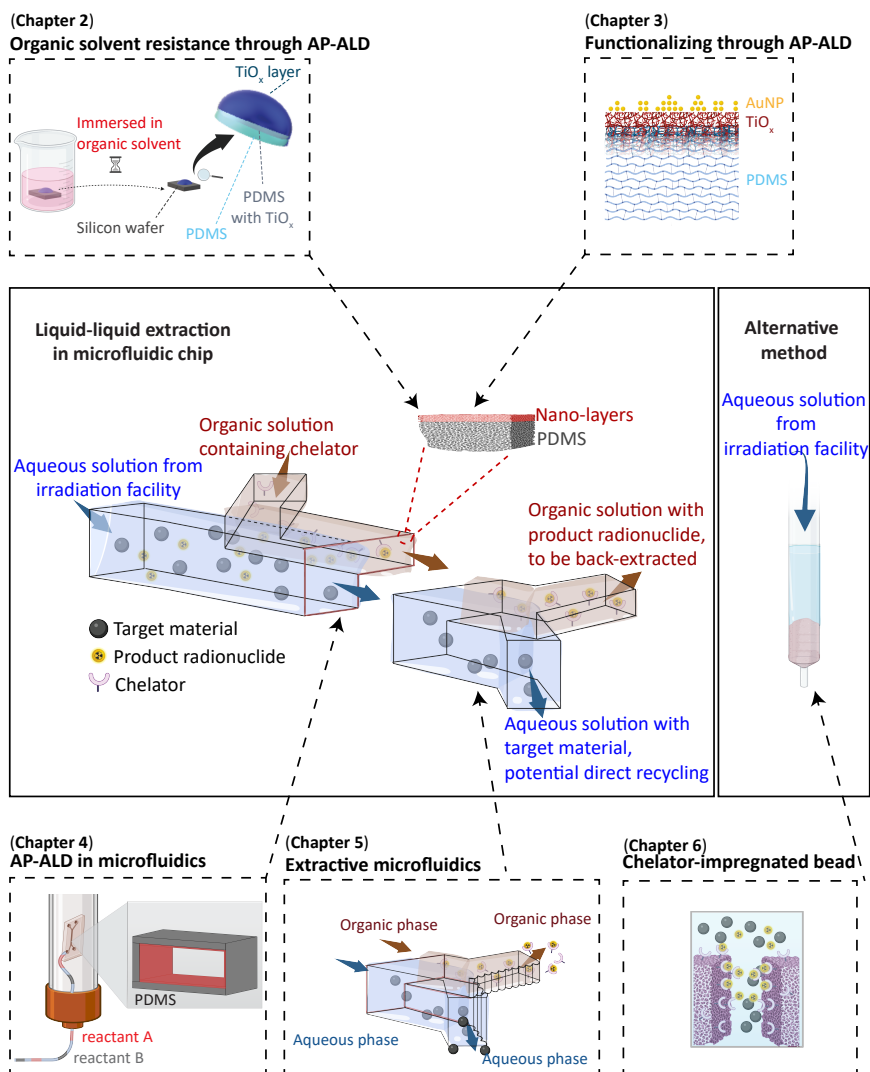 (Chapter 2)
Organic solvent resistance through AP-ALD
TiOx layer
Immersed in
organic solvent
Silicon wafer
PDMS
with TiOx
PDMS
(Chapter 3)
Functionalizing through AP-ALD
AuNP
TiOx
PDMS
Liquid-liquid extraction
in microfluidic chip
Organic solution
containing chelator
Aqueous solution from
irradiation facility
Nano-layers
PDMS
Organic solution with
product radionuclide,
to be back-extracted
Target material
Product radionuclide
Chelator
Aqueous solution with
target material,
potential direct recycling
Alternative
method
Aqueous solution
from
irradiation facility
(Chapter 4)
AP-ALD in microfluidics
PDMS
reactant A
reactant B
(Chapter 5)
Extractive microfluidics
Organic phase
Organic phase
Aqueous phase
Aqueous phase
(Chapter 6)
Chelator-impregnated bead